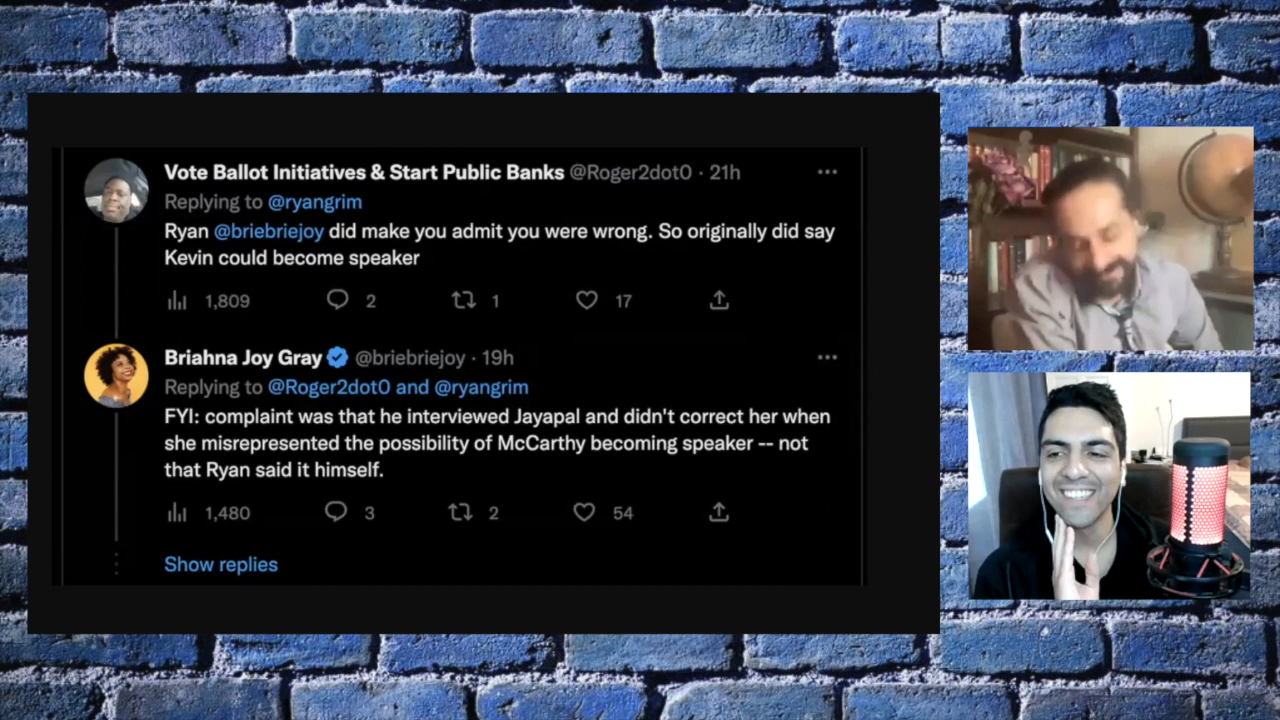 Vote Ballot Initiatives & Start Public Banks @Roger2dot0 · 21h
Replying to @ryangrim
Ryan @briebriejoy did make you admit you were wrong. So originally did say
Kevin could become speaker
1,809 2 1 17
Briahna Joy Gray @briebriejoy · 19h
Replying to @Roger2dot0 and @ryangrim
FYI: complaint was that he interviewed Jayapal and didn't correct her when
she misrepresented the possibility of McCarthy becoming speaker -- not
that Ryan said it himself.
1,480 3 2 54
Show replies